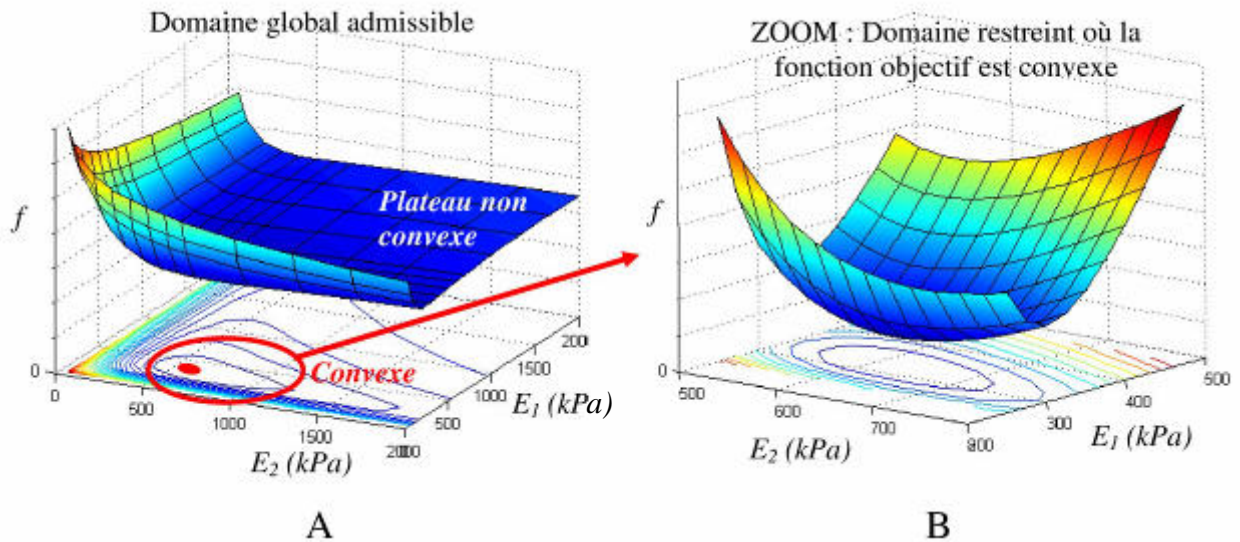 Domaine global admissible
ZOOM : Domaine restreint où la
fonction objectif est convexe
f
Plateau non
convexe
Convexe
0
0
500
1000
1500
500
1000
1500
E2 (kPa)
E1 (kPa)
f
0
500
600
700
300
400
500
E2 (kPa)
E1 (kPa)
A
B